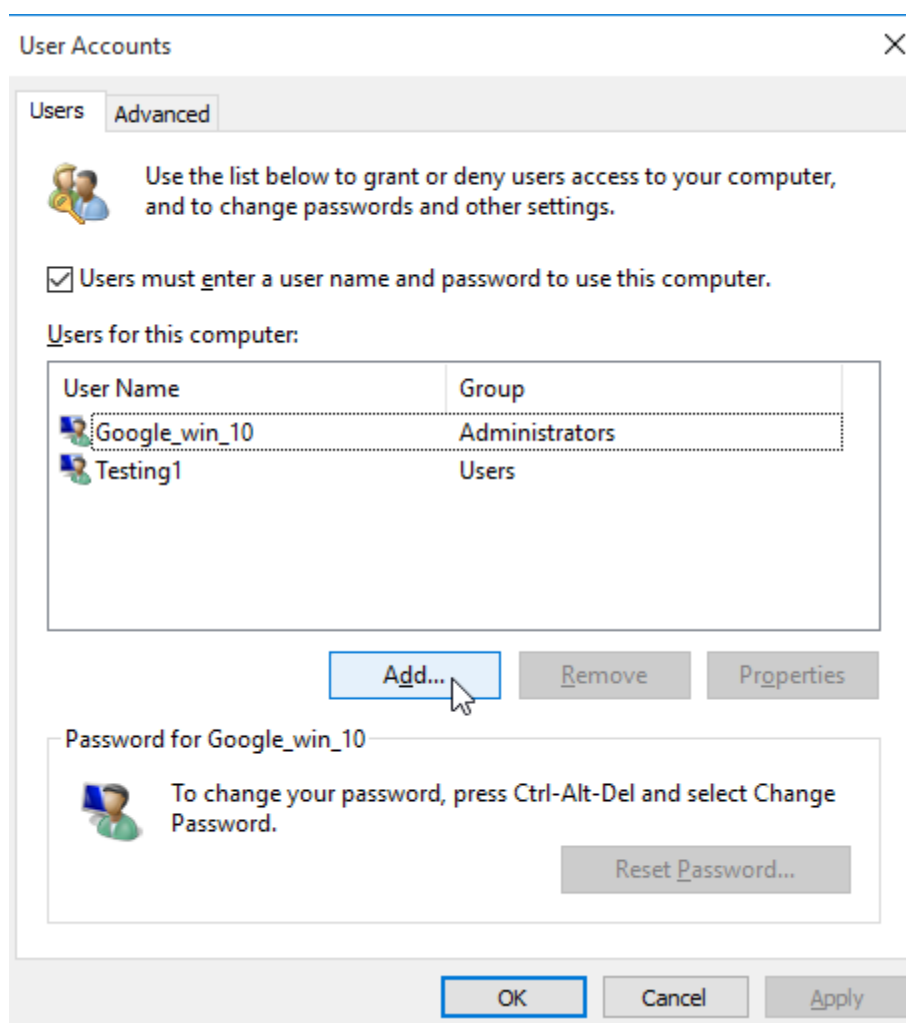 User Accounts
Users
Advanced
Use the list below to grant or deny users access to your computer,
and to change passwords and other settings.
Users must enter a user name and password to use this computer.
Users for this computer:
User Name Group
Google_win_10 Administrators
Testing1 Users
Add... Remove Properties
Password for Google_win_10
To change your password, press Ctrl-Alt-Del and select Change
Password.
Reset Password...
OK Cancel Apply